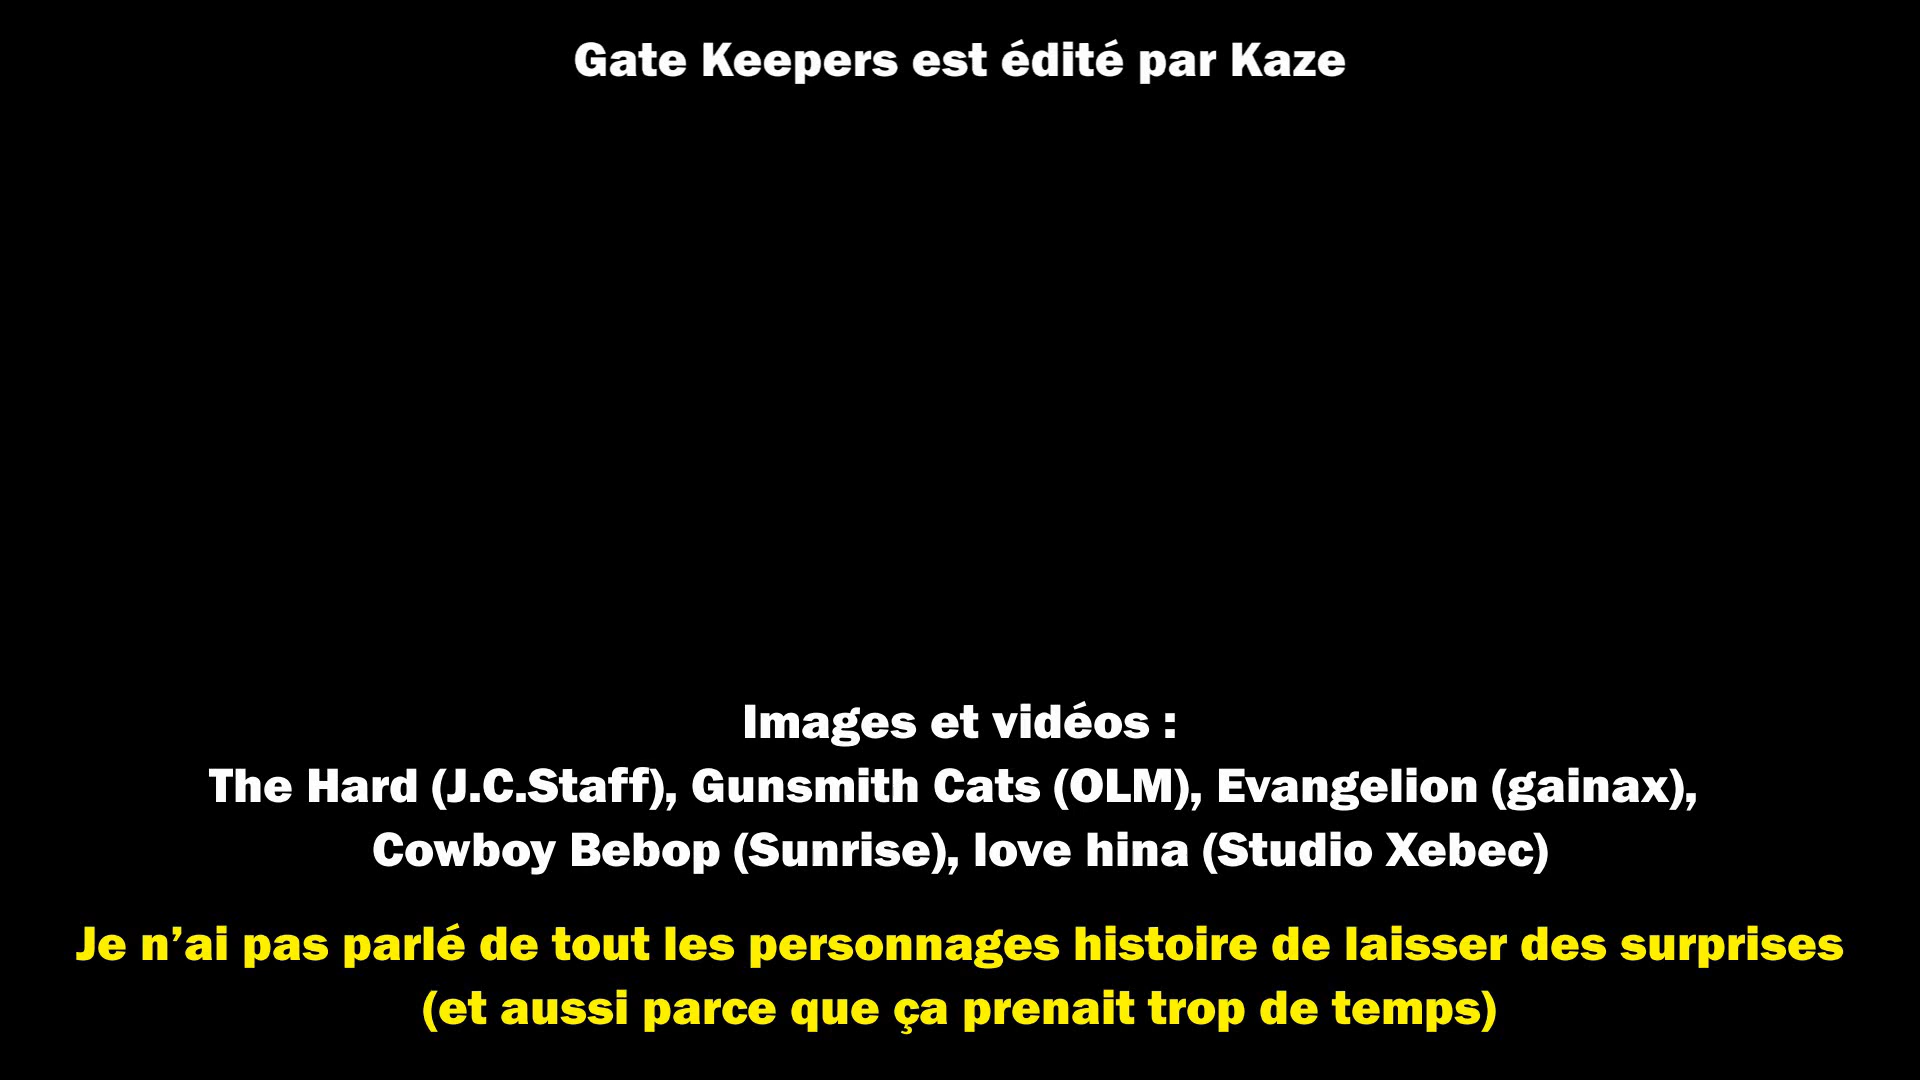 Gate Keepers est édité par Kaze
Images et vidéos :
The Hard (J.C.Staff), Gunsmith Cats (OLM), Evangelion (gainax),
Cowboy Bebop (Sunrise), love hina (Studio Xebec)
Je n’ai pas parlé de tout les personnages histoire de laisser des surprises
(et aussi parce que ça prenait trop de temps)